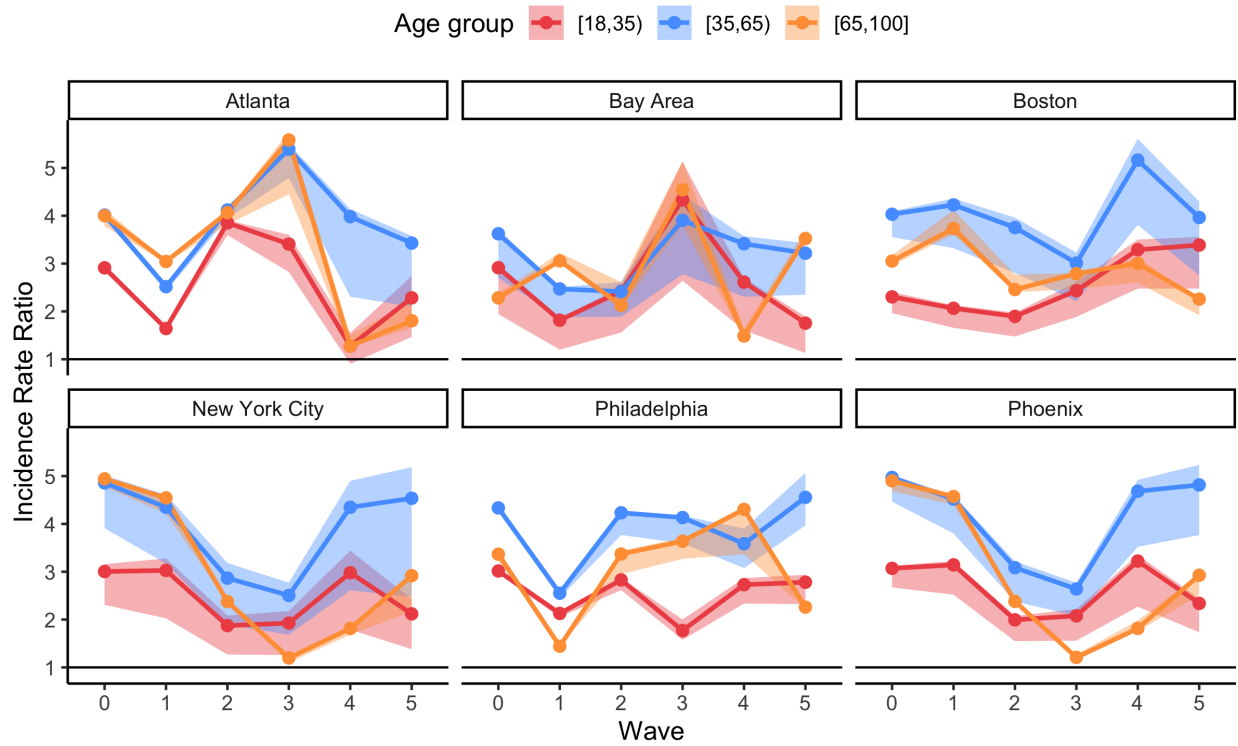 Age group [18,35) [35,65) [65,100]
Atlanta Bay Area Boston
5
4
3
2
1
New York City Philadelphia Phoenix
5
4
3
2
1
0 1 2 3 4 5 0 1 2 3 4 5 0 1 2 3 4 5
Wave
Incidence Rate Ratio